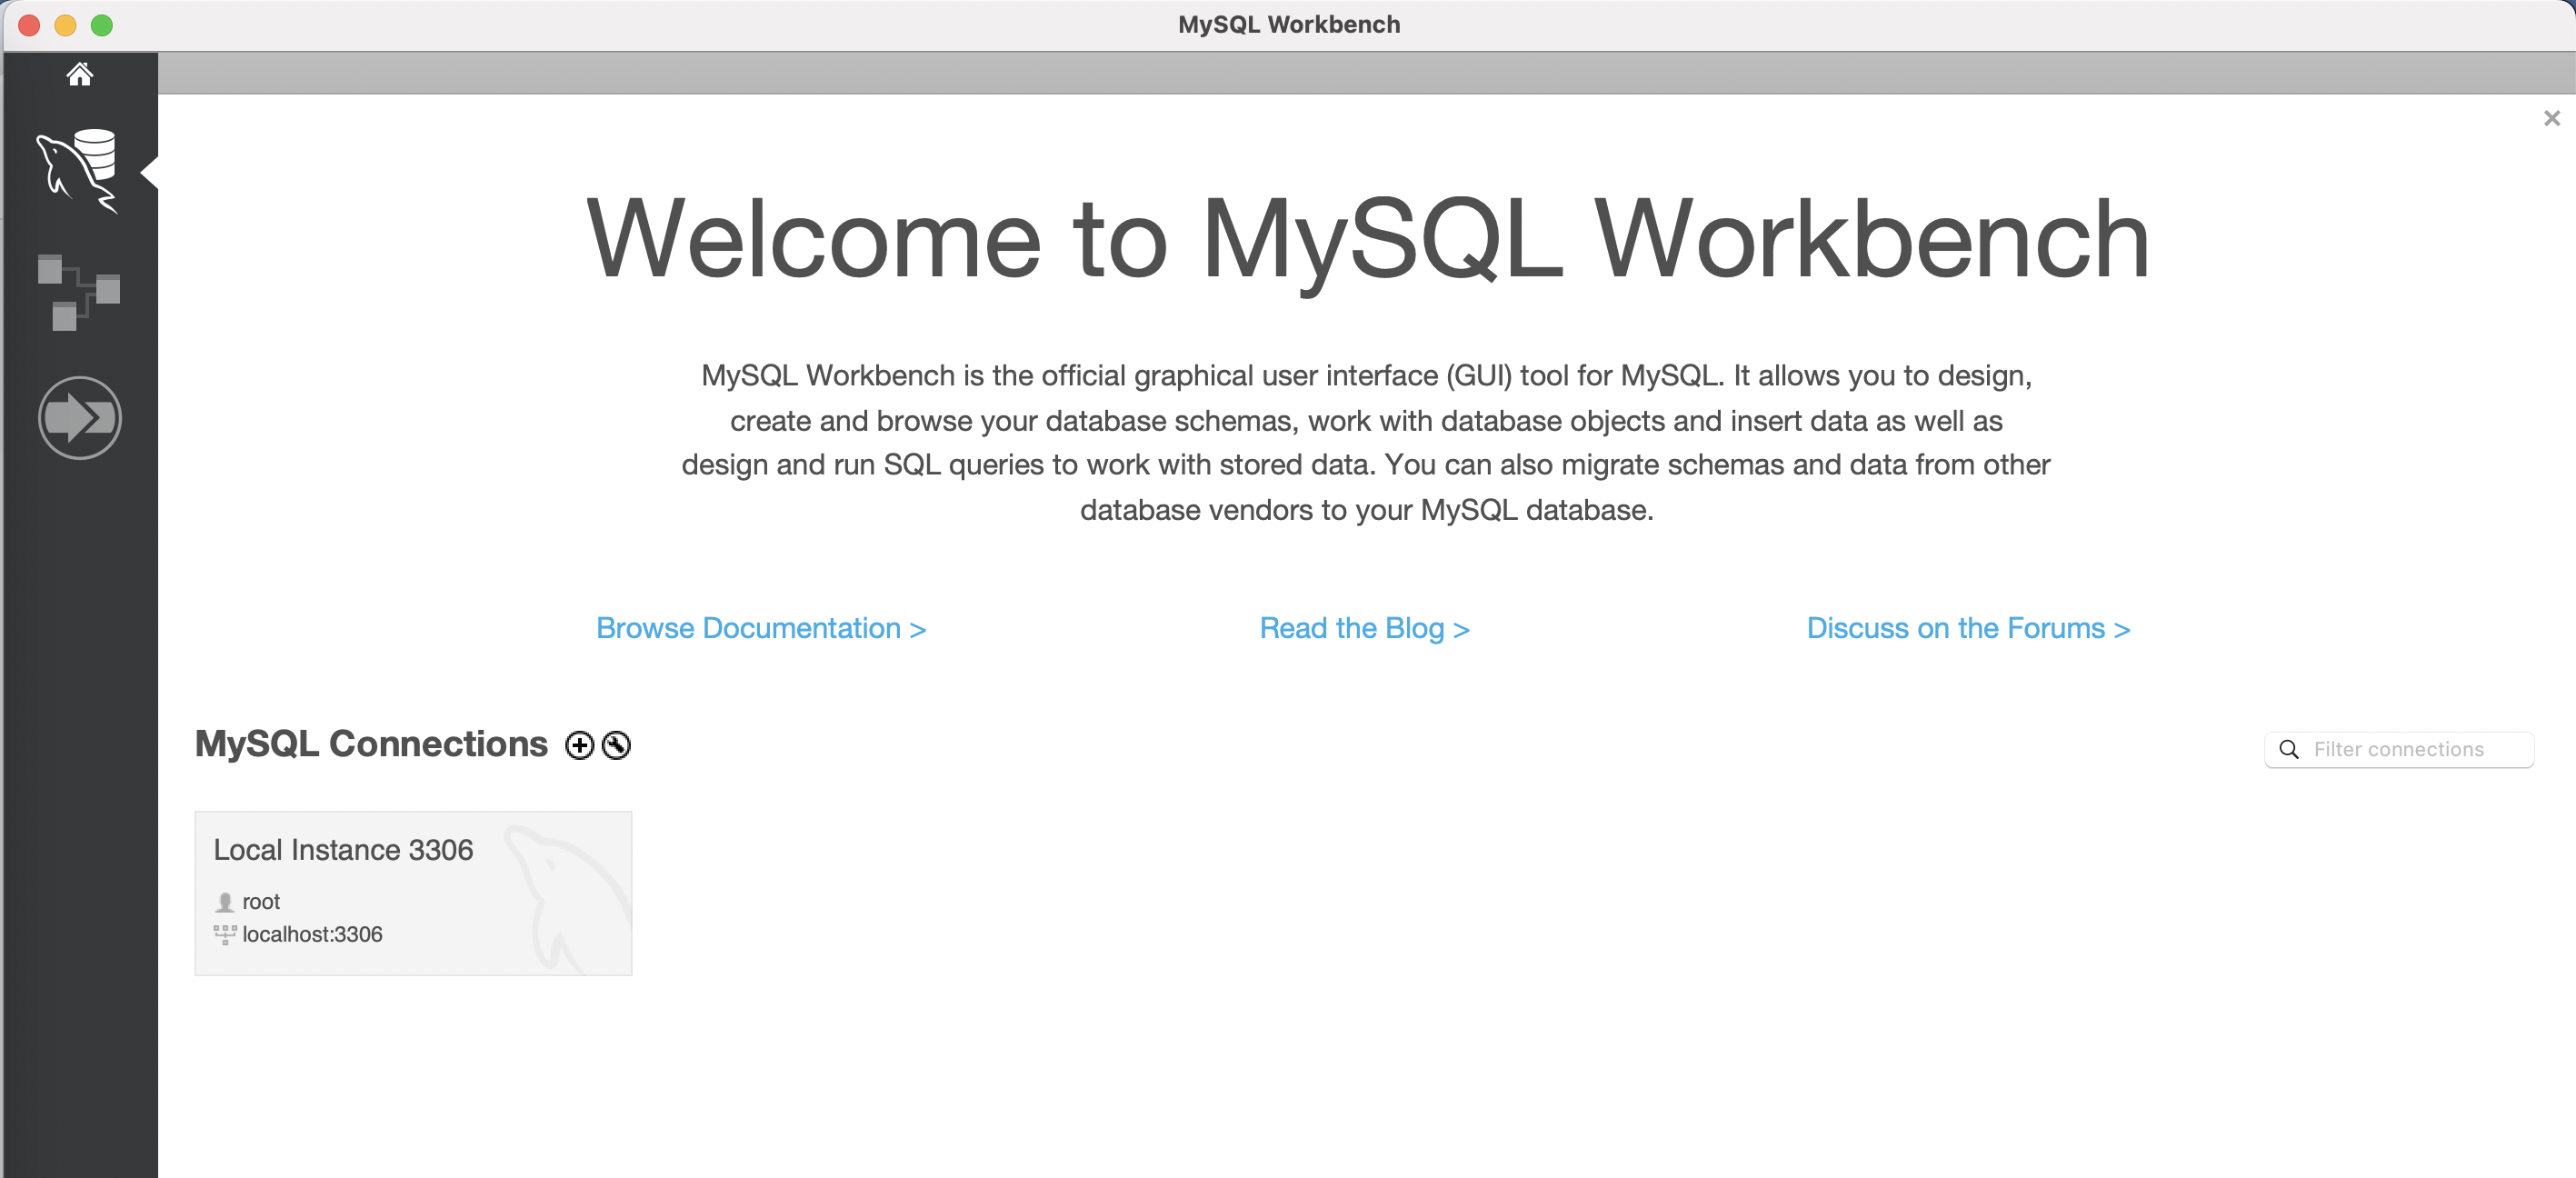 MySQL Workbench
Welcome to MySQL Workbench
MySQL Workbench is the official graphical user interface (GUI) tool for MySQL. It allows you to design,
create and browse your database schemas, work with database objects and insert data as well as
design and run SQL queries to work with stored data. You can also migrate schemas and data from other
database vendors to your MySQL database.
Browse Documentation >
Read the Blog >
Discuss on the Forums >
MySQL Connections
Filter connections
Local Instance 3306
root
localhost:3306